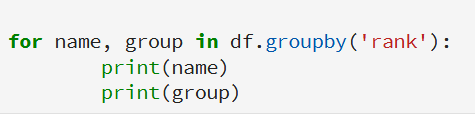 for name, group in df.groupby('rank'):
        print(name)
        print(group)